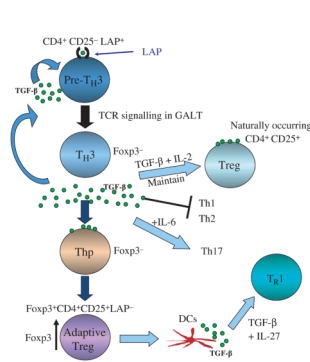 CD4⁺ CD25⁻ LAP⁺
LAP
Pre-TH3
TGF-β
TCR signalling in GALT
TH3
Foxp3⁻
TGF-β + IL-2
Maintain
Naturally occurring
CD4⁺ CD25⁺
Treg
TGF-β
Th1
Th2
+IL-6
Th17
Thp
Foxp3⁻
TR1
Foxp3⁺CD4⁺CD25⁺LAP⁻
Foxp3
Adaptive
Treg
DCs
TGF-β
TGF-β
+ IL-27